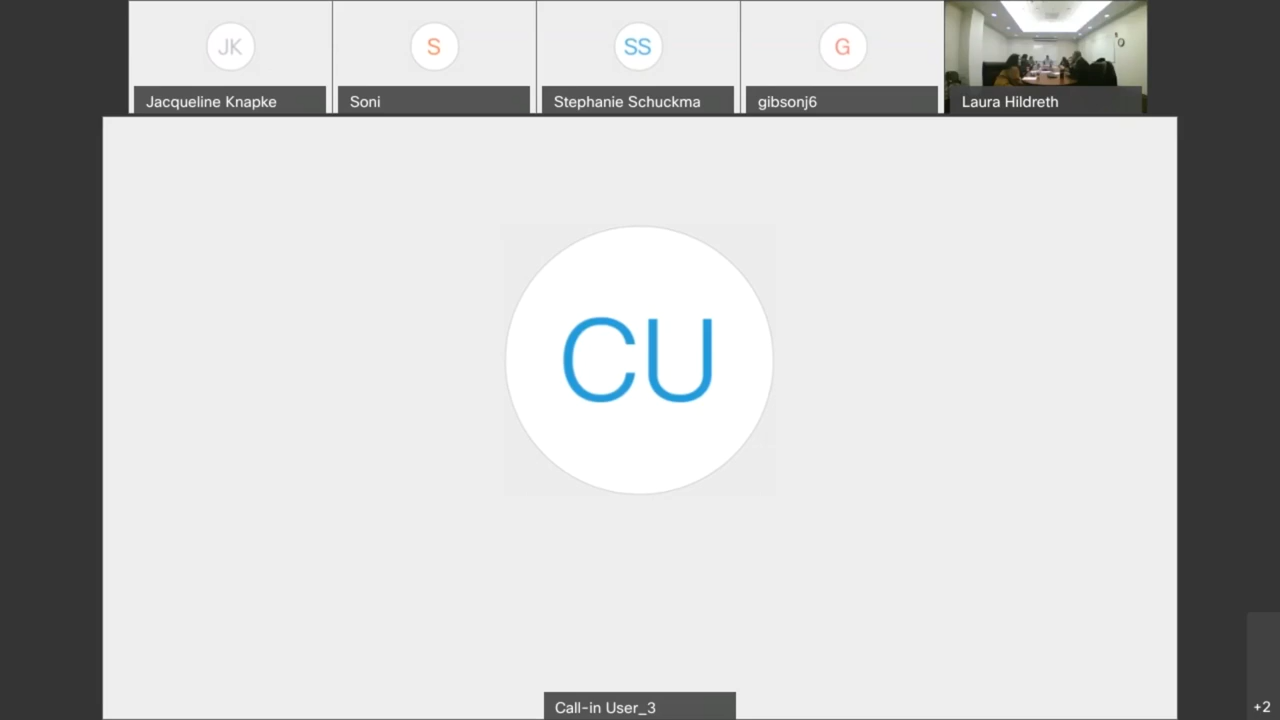 JK
S
SS
G
Jacqueline Knapke
Soni
Stephanie Schuckma
gibsonj6
Laura Hildreth
CU
Call-in User_3
+2